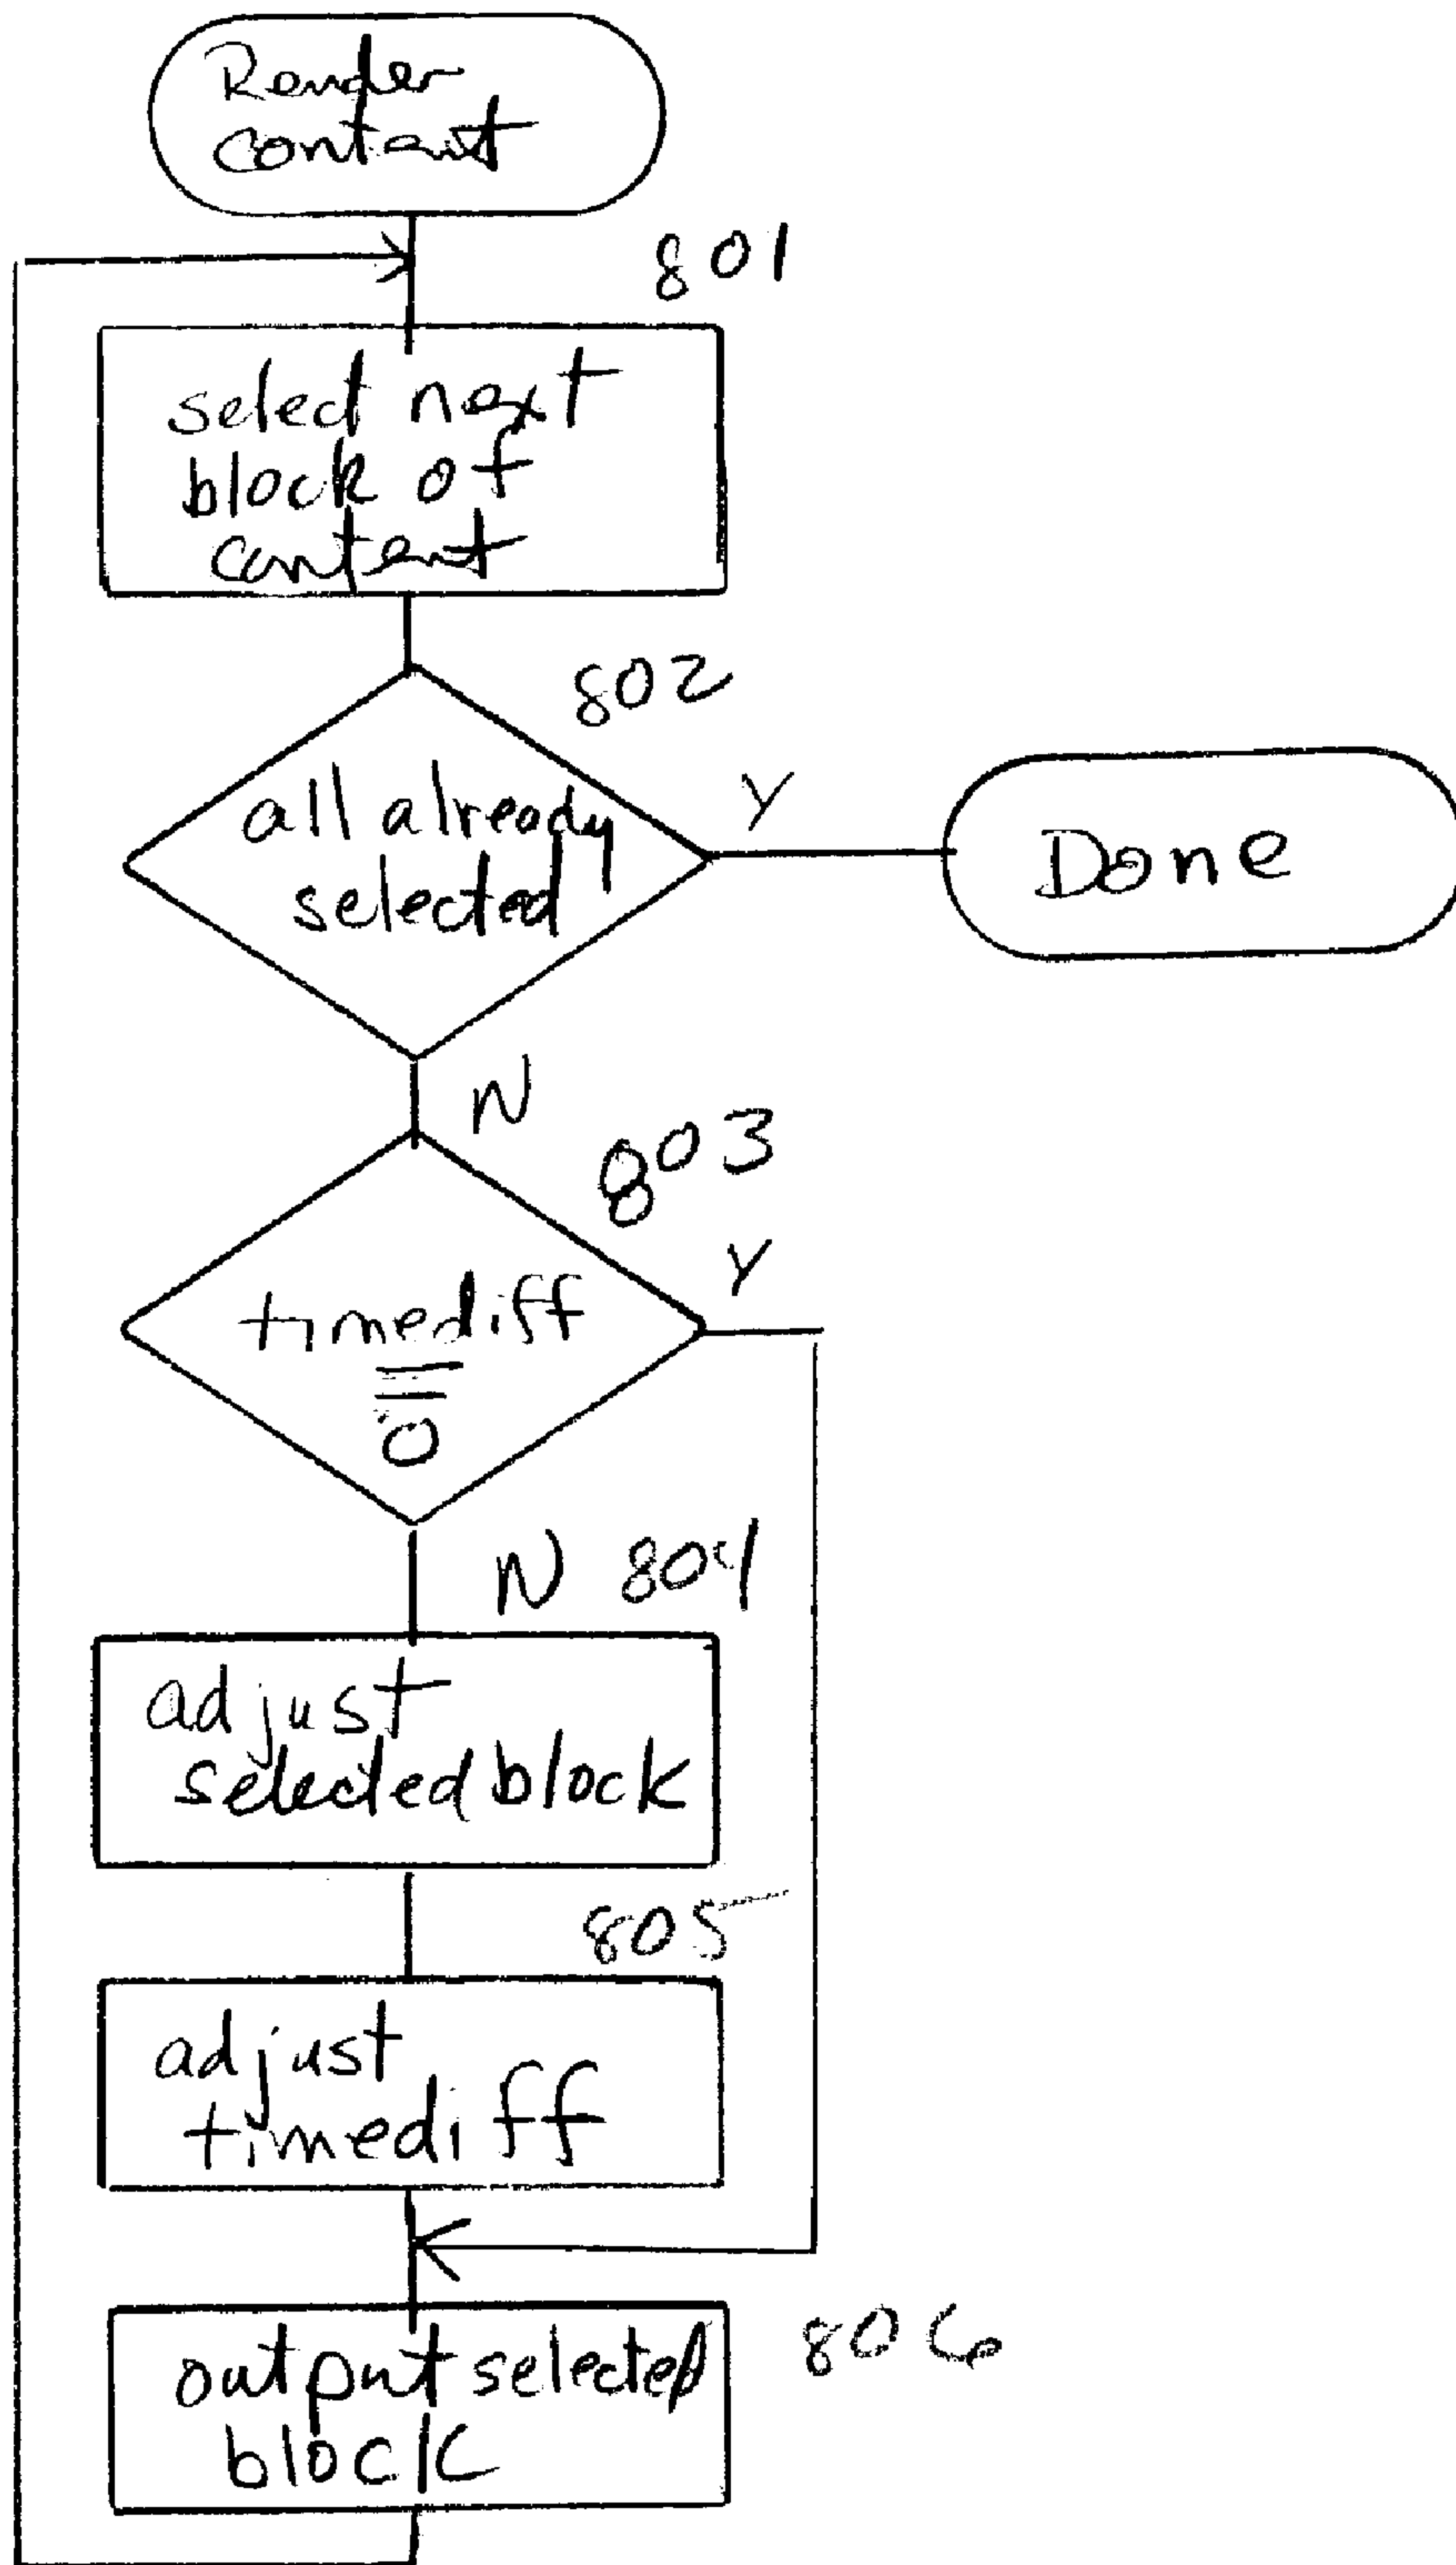 Render
content
801
select next
block of
content
802
all already
selected
Y
Done
N
803
timediff
=
0
Y
N 804
adjust
selected block
805
adjust
timediff
output selected
block
806